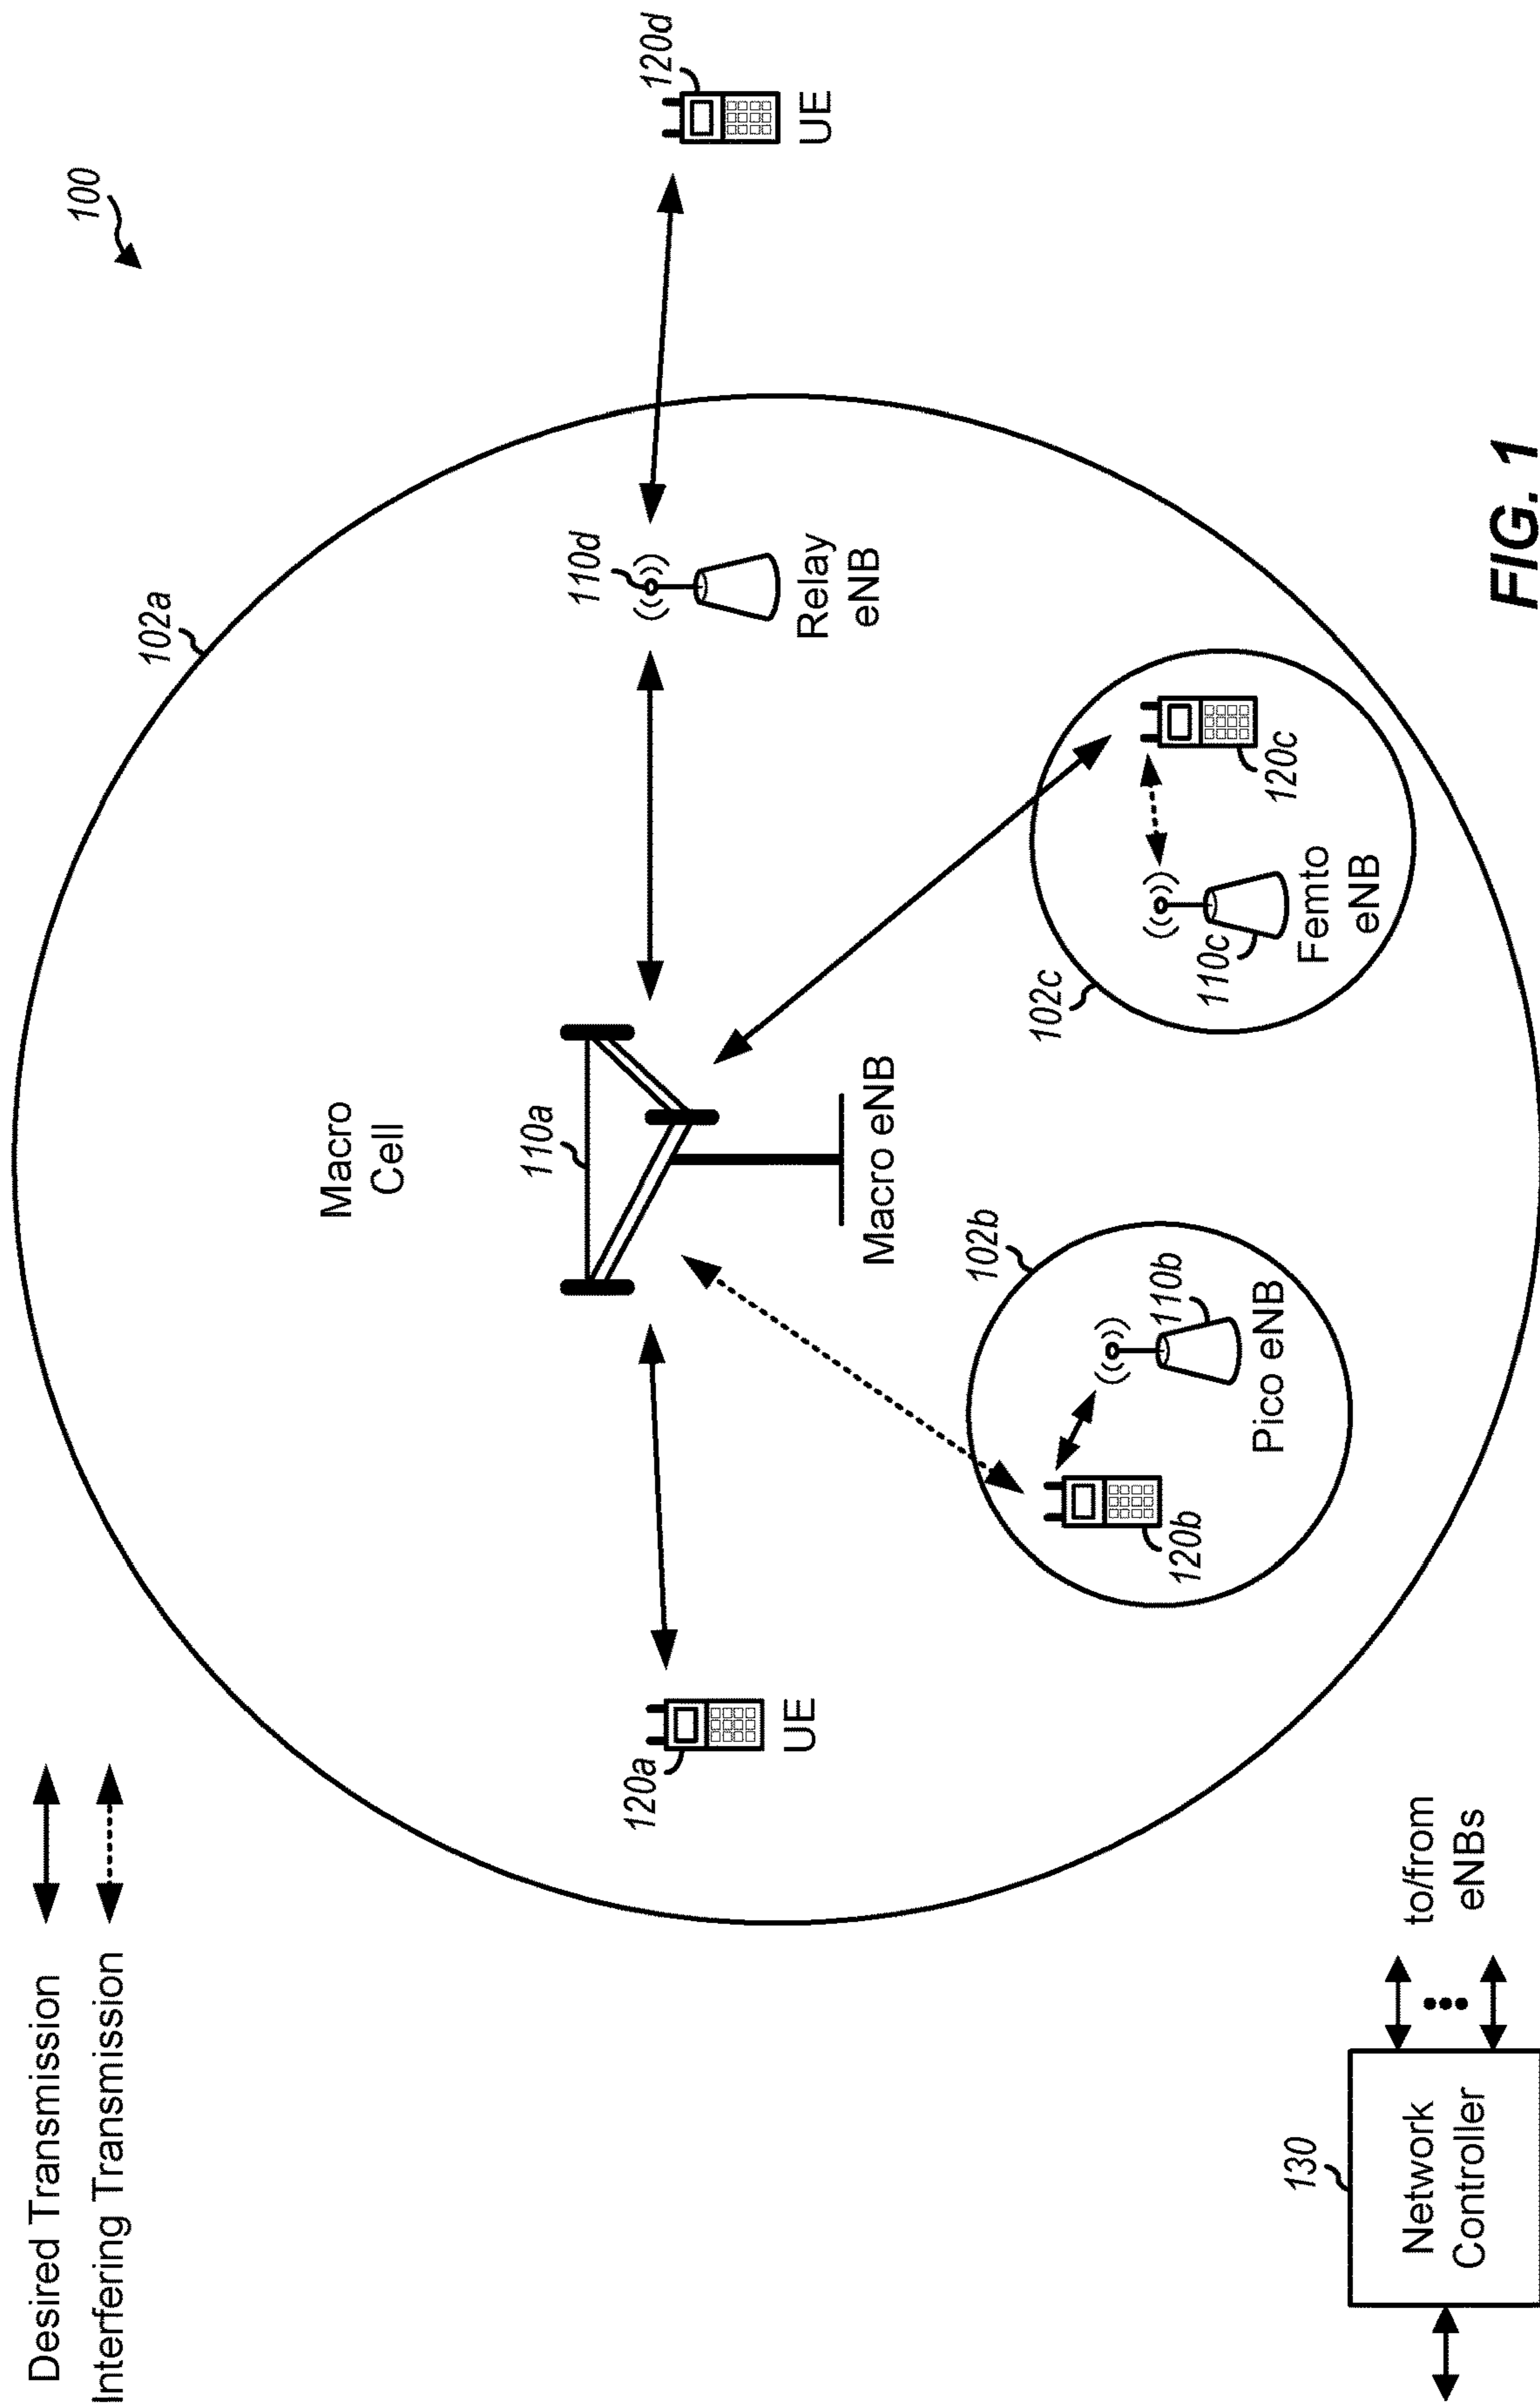 Desired Transmission
Interfering Transmission
100
102a
Macro
Cell
110a
110d
120a
120d
UE
Macro eNB
Relay
eNB
UE
102b
102c
110b
120b
Pico eNB
110c
120c
Femto
eNB
130
Network
Controller
to/from
eNBs
FIG. 1